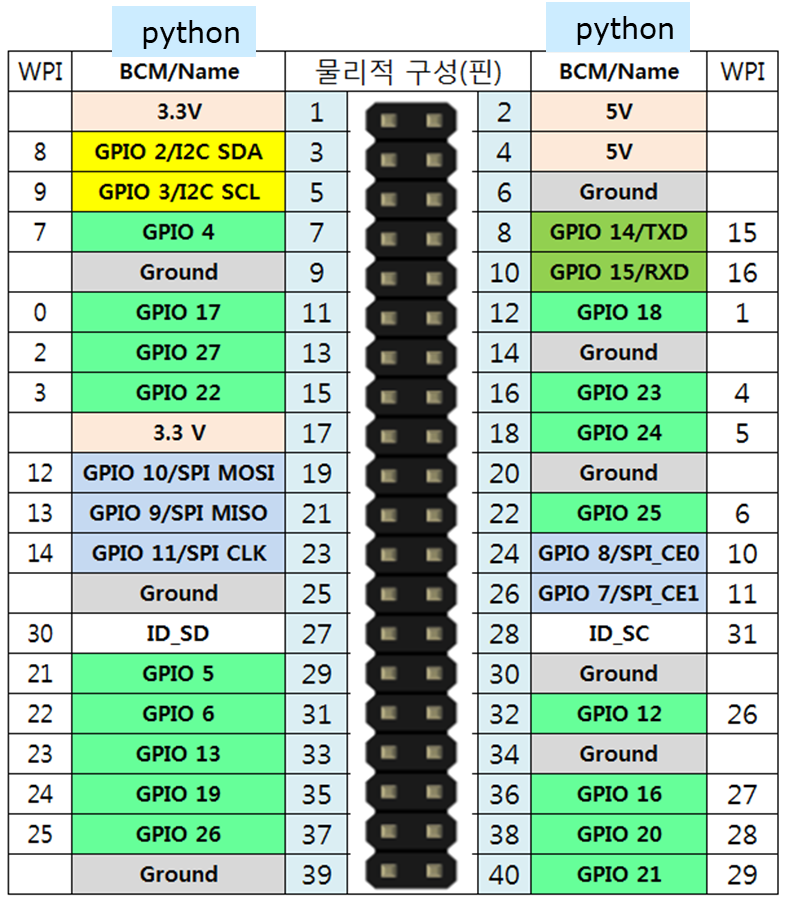 python python
WPI BCM/Name 물리적 구성(핀) BCM/Name WPI
3.3V 1 2 5V
8 GPIO 2/I2C SDA 3 4 5V
9 GPIO 3/I2C SCL 5 6 Ground
7 GPIO 4 7 8 GPIO 14/TXD 15
Ground 9 10 GPIO 15/RXD 16
0 GPIO 17 11 12 GPIO 18 1
2 GPIO 27 13 14 Ground
3 GPIO 22 15 16 GPIO 23 4
3.3 V 17 18 GPIO 24 5
12 GPIO 10/SPI MOSI 19 20 Ground
13 GPIO 9/SPI MISO 21 22 GPIO 25 6
14 GPIO 11/SPI CLK 23 24 GPIO 8/SPI_CE0 10
Ground 25 26 GPIO 7/SPI_CE1 11
30 ID_SD 27 28 ID_SC 31
21 GPIO 5 29 30 Ground
22 GPIO 6 31 32 GPIO 12 26
23 GPIO 13 33 34 Ground
24 GPIO 19 35 36 GPIO 16 27
25 GPIO 26 37 38 GPIO 20 28
Ground 39 40 GPIO 21 29